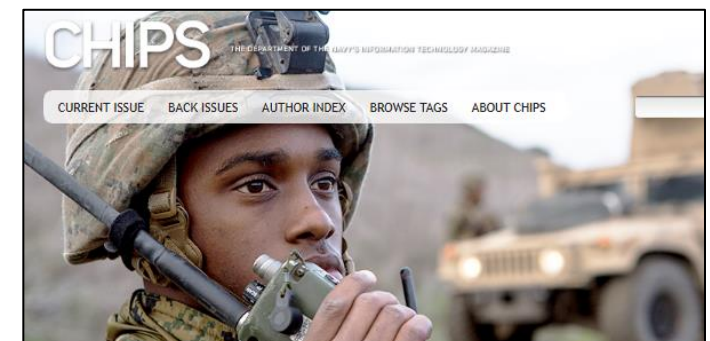 CHIPS
THE DEPARTMENT OF THE NAVY'S INFORMATION TECHNOLOGY MAGAZINE
CURRENT ISSUE BACK ISSUES AUTHOR INDEX BROWSE TAGS ABOUT CHIPS